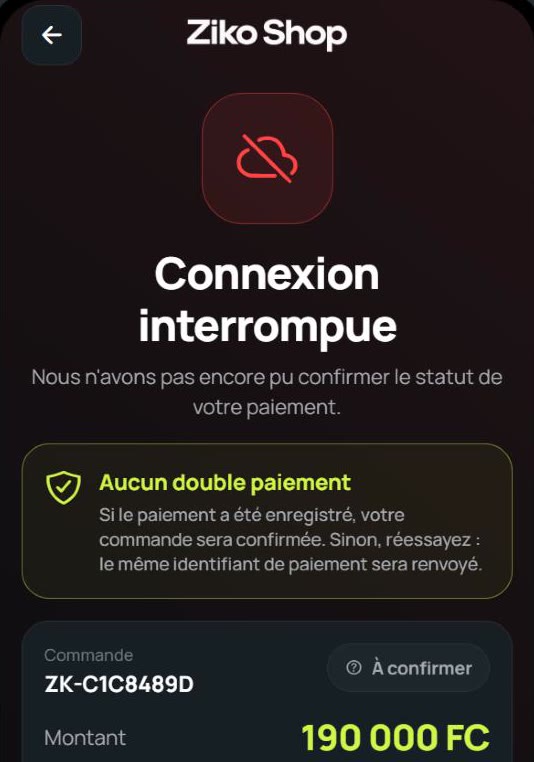 Ziko Shop
Connexion
interrompue
Nous n'avons pas encore pu confirmer le statut de
votre paiement.
Aucun double paiement
Si le paiement a été enregistré, votre
commande sera confirmée. Sinon, réessayez :
le même identifiant de paiement sera renvoyé.
Commande
À confirmer
ZK-C1C8489D
Montant
190 000 FC